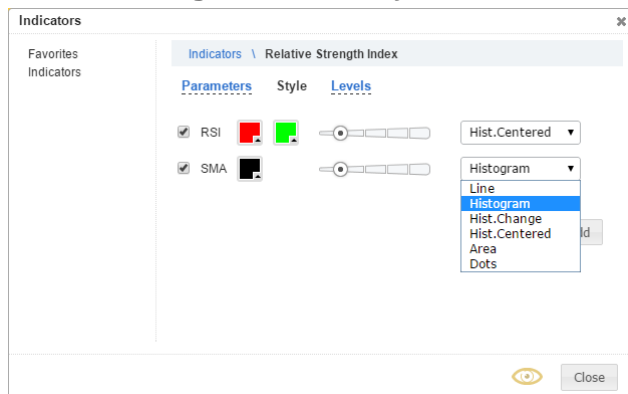 Indicators
Favorites
Indicators
Indicators \ Relative Strength Index
Parameters Style Levels
RSI Hist.Centered
SMA Histogram
Line
Histogram
Hist.Change
Hist.Centered
Area
Dots
Close